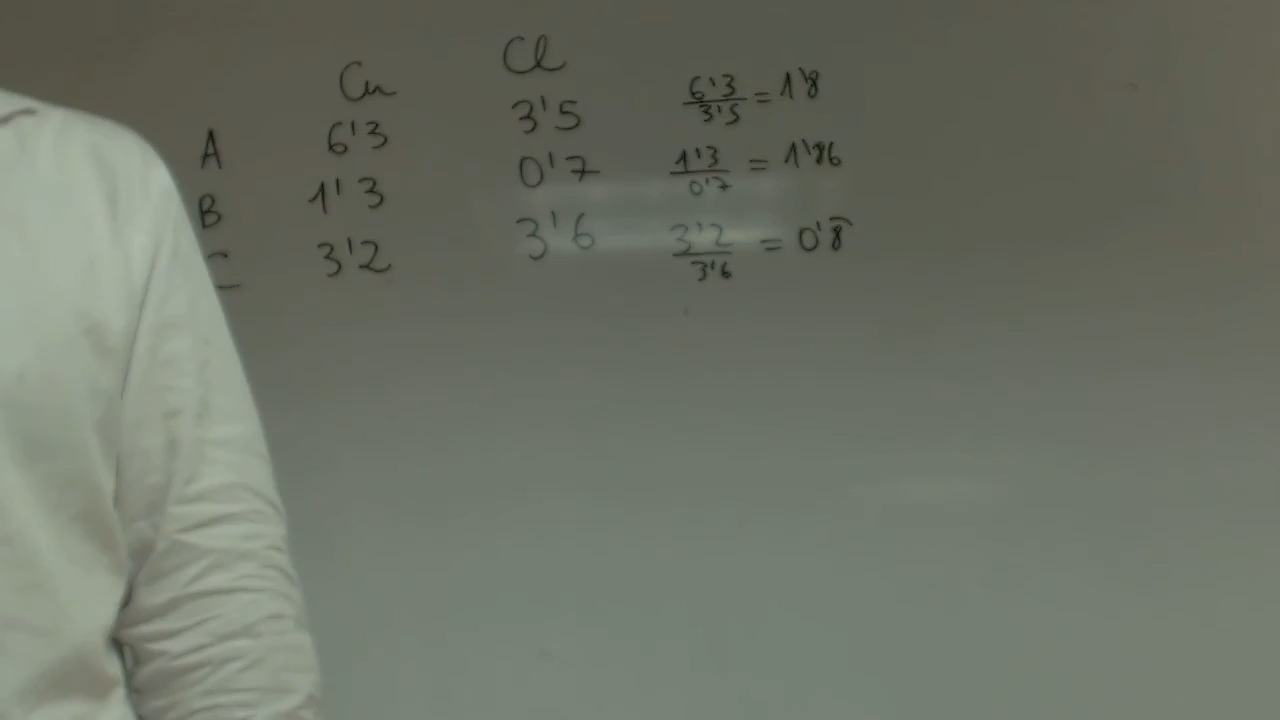 Cu Cl
A 6'3 3'5 6'3/3'5 = 1'8
B 1'3 0'7 1'3/0'7 = 1'86
C 3'2 3'6 3'2/3'6 = 0'8̂